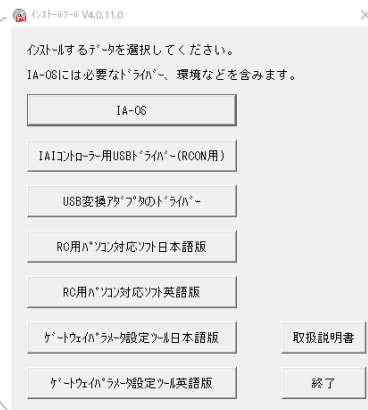 インストールツール V4.0.11.0
インストールするデータを選択してください。
IA-OSには必要なドライバー、環境などを含みます。
IA-OS
IAIコントローラー用USBドライバー(RCON用)
USB変換アダプタのドライバー
RC用パソコン対応ソフト日本語版
RC用パソコン対応ソフト英語版
ゲートウェイパラメータ設定ツール日本語版
取扱説明書
ゲートウェイパラメータ設定ツール英語版
終了